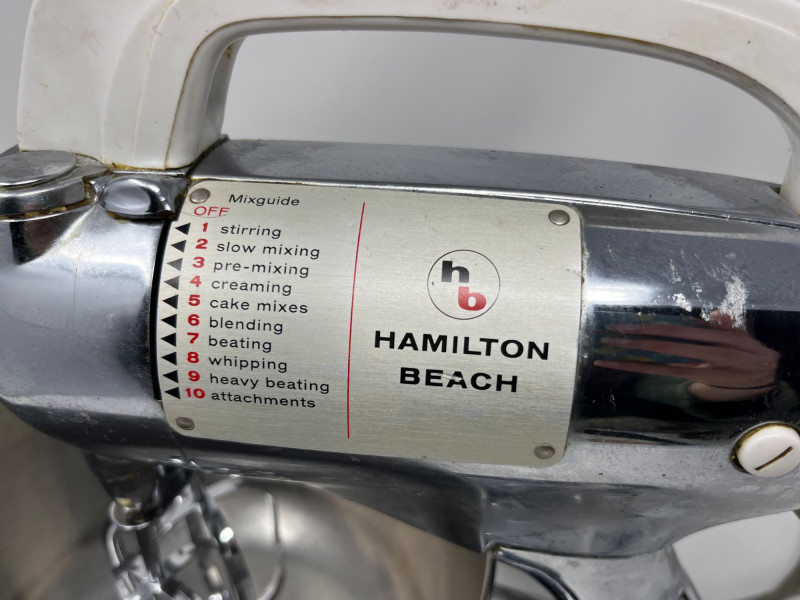 Mixguide
OFF
1 stirring
2 slow mixing
3 pre-mixing
4 creaming
5 cake mixes
6 blending
7 beating
8 whipping
9 heavy beating
10 attachments
hb
HAMILTON
BEACH